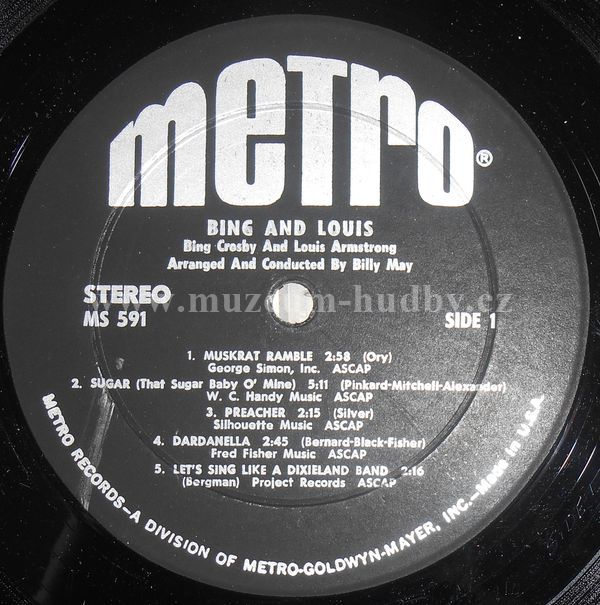 metro®
BING AND LOUIS
Bing Crosby And Louis Armstrong
Arranged And Conducted By Billy May
STEREO
MS 591
SIDE 1
www.muzeum-hudby.cz
1. MUSKRAT RAMBLE 2:58 (Ory)
George Simon, Inc. ASCAP
2. SUGAR (That Sugar Baby O' Mine) 5:11 (Pinkard-Mitchell-Alexander)
W. C. Handy Music ASCAP
3. PREACHER 2:15 (Silver)
Silhouette Music ASCAP
4. DARDANELLA 2:45 (Bernard-Black-Fisher)
Fred Fisher Music ASCAP
5. LET'S SING LIKE A DIXIELAND BAND 2:16
(Bergman) Project Records ASCAP
METRO RECORDS—A DIVISION OF METRO-GOLDWYN-MAYER, INC.—Made in U.S.A.